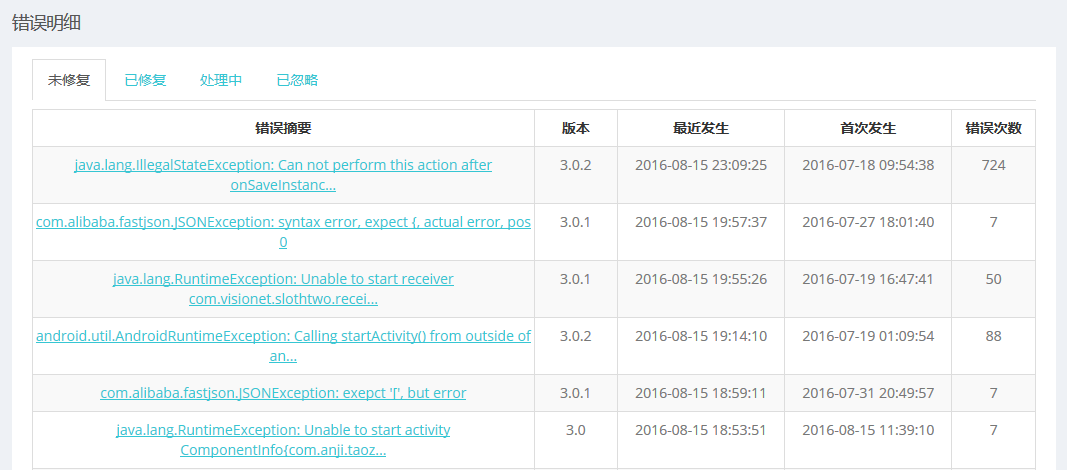 错误明细
未修复 已修复 处理中 已忽略
错误摘要 版本 最近发生 首次发生 错误次数
java.lang.IllegalStateException: Can not perform this action after
onSaveInstanc... 3.0.2 2016-08-15 23:09:25 2016-07-18 09:54:38 724
com.alibaba.fastjson.JSONException: syntax error, expect {, actual error, pos
0 3.0.1 2016-08-15 19:57:37 2016-07-27 18:01:40 7
java.lang.RuntimeException: Unable to start receiver
com.visionet.slothtwo.recei... 3.0.1 2016-08-15 19:55:26 2016-07-19 16:47:41 50
android.util.AndroidRuntimeException: Calling startActivity() from outside of
an... 3.0.2 2016-08-15 19:14:10 2016-07-19 01:09:54 88
com.alibaba.fastjson.JSONException: exepct '[', but error 3.0.1 2016-08-15 18:59:11 2016-07-31 20:49:57 7
java.lang.RuntimeException: Unable to start activity
ComponentInfo{com.anji.taoz... 3.0 2016-08-15 18:53:51 2016-08-15 11:39:10 7